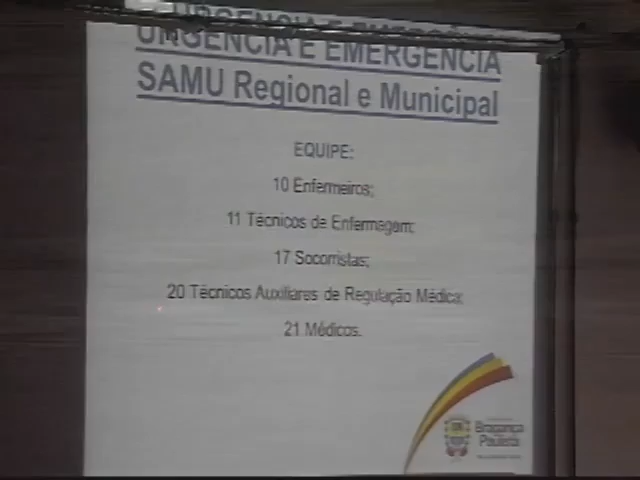 URGÊNCIA E EMERGÊNCIA
SAMU Regional e Municipal
EQUIPE:
10 Enfermeiros;
11 Técnicos de Enfermagem;
17 Socorristas;
20 Técnicos Auxiliares de Regulação Médica;
21 Médicos.
Bragança
Paulista